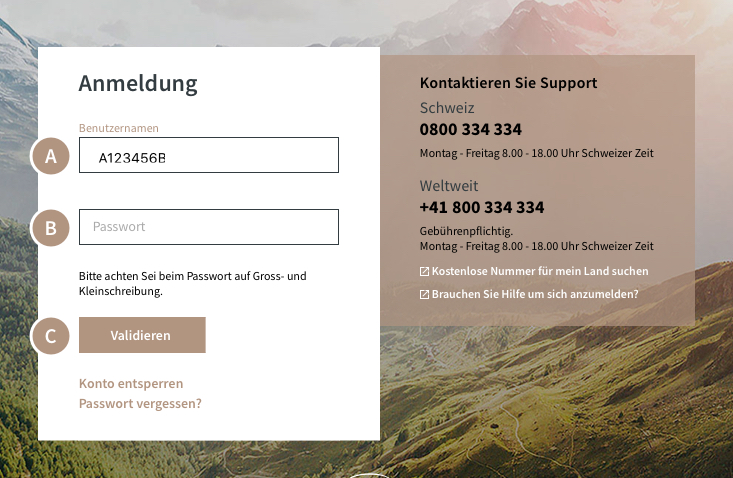 Anmeldung
Benutzernamen
A
A123456B
B
Passwort
Bitte achten Sei beim Passwort auf Gross- und
Kleinschreibung.
C
Validieren
Konto entsperren
Passwort vergessen?
Kontaktieren Sie Support
Schweiz
0800 334 334
Montag - Freitag 8.00 - 18.00 Uhr Schweizer Zeit
Weltweit
+41 800 334 334
Gebührenpflichtig.
Montag - Freitag 8.00 - 18.00 Uhr Schweizer Zeit
Kostenlose Nummer für mein Land suchen
Brauchen Sie Hilfe um sich anzumelden?